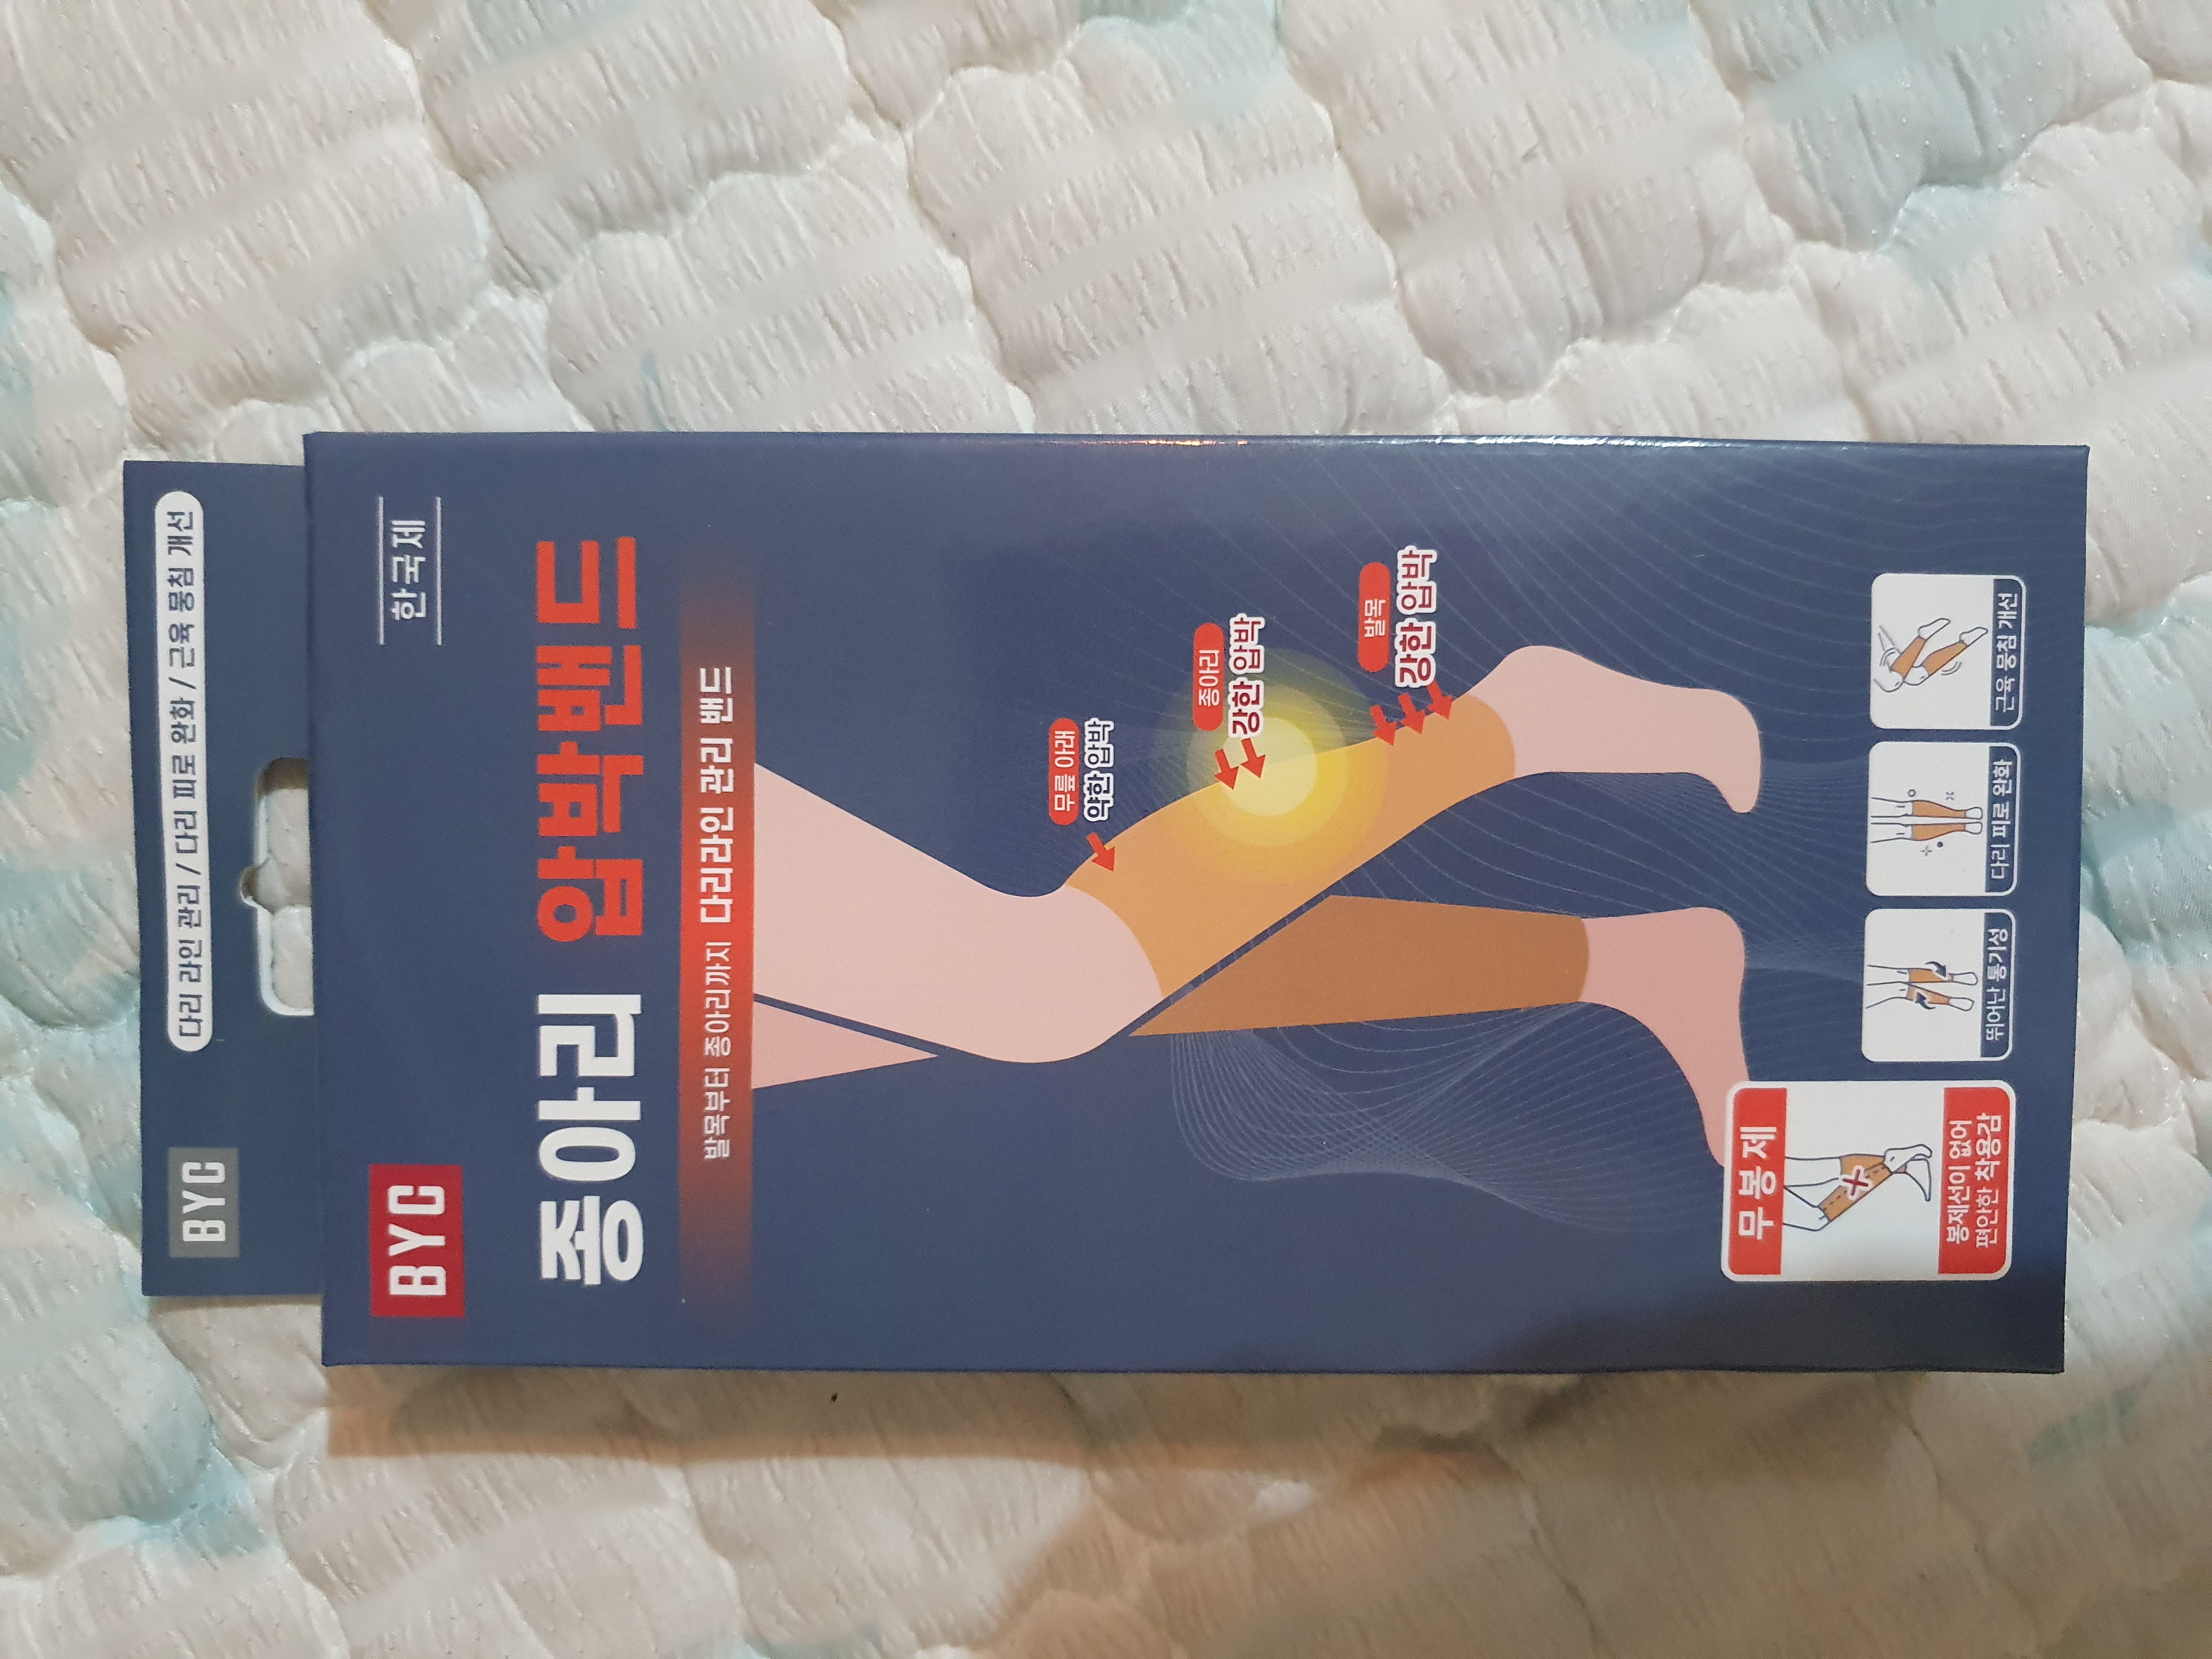 BYC
다리 라인 관리 / 다리 피로 완화 / 근육 뭉침 개선
BYC
한국제
종아리 압박밴드
발목부터 종아리까지 다리라인 관리 밴드
무릎 아래
약한 압박
종아리
강한 압박
발목
강한 압박
무봉제
봉제선이 없어
편안한 착용감
뛰어난 통기성
다리 피로 완화
근육 뭉침 개선